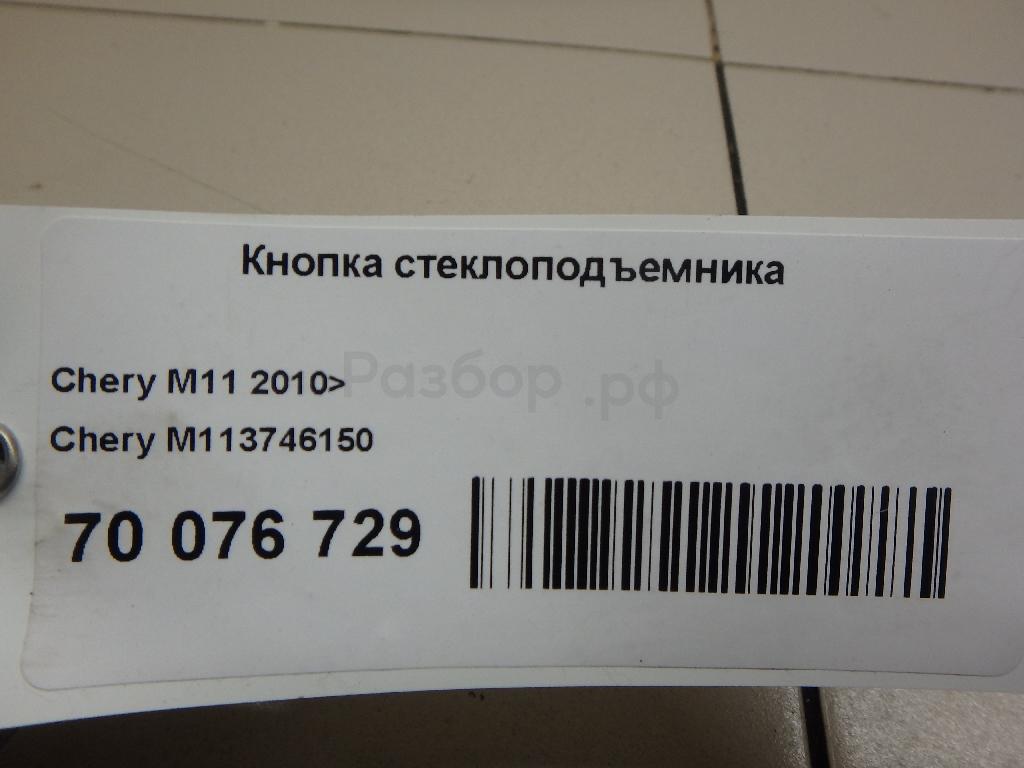 Кнопка стеклоподъемника
Chery M11 2010>
Разбор.рф
Chery M113746150
70 076 729